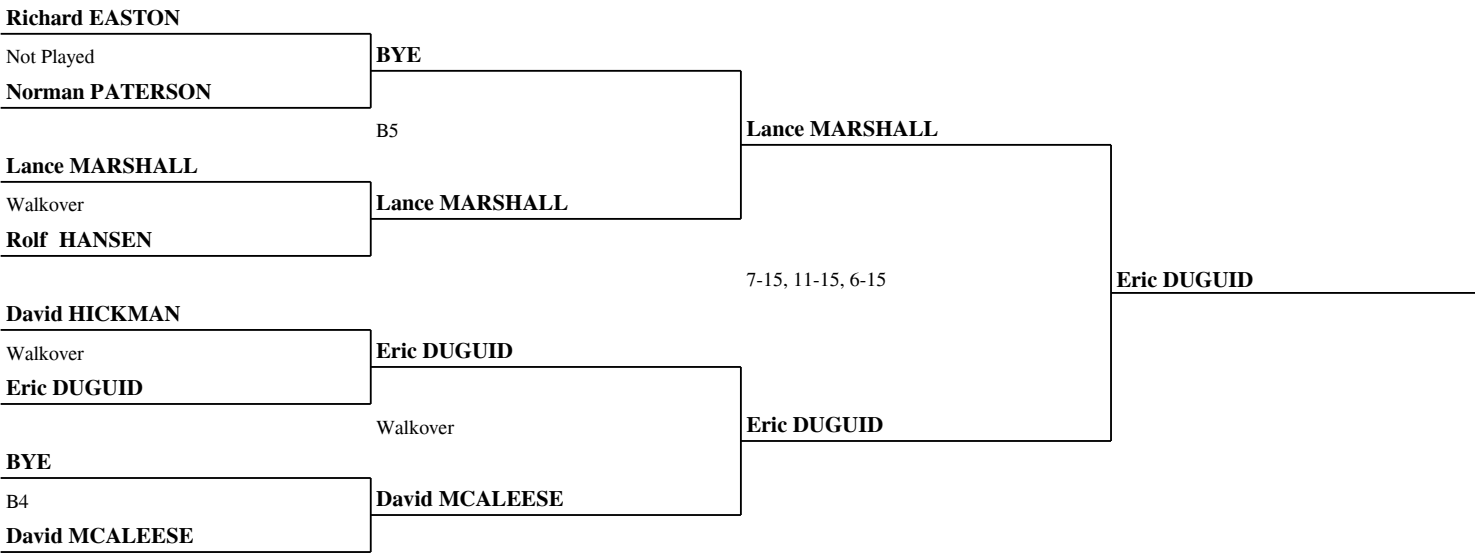 Richard EASTON
Not Played
BYE
Norman PATERSON
B5
Lance MARSHALL
Lance MARSHALL
Walkover
Lance MARSHALL
Rolf HANSEN
7-15, 11-15, 6-15
Eric DUGUID
David HICKMAN
Walkover
Eric DUGUID
Eric DUGUID
Walkover
Eric DUGUID
BYE
B4
David MCALEESE
David MCALEESE